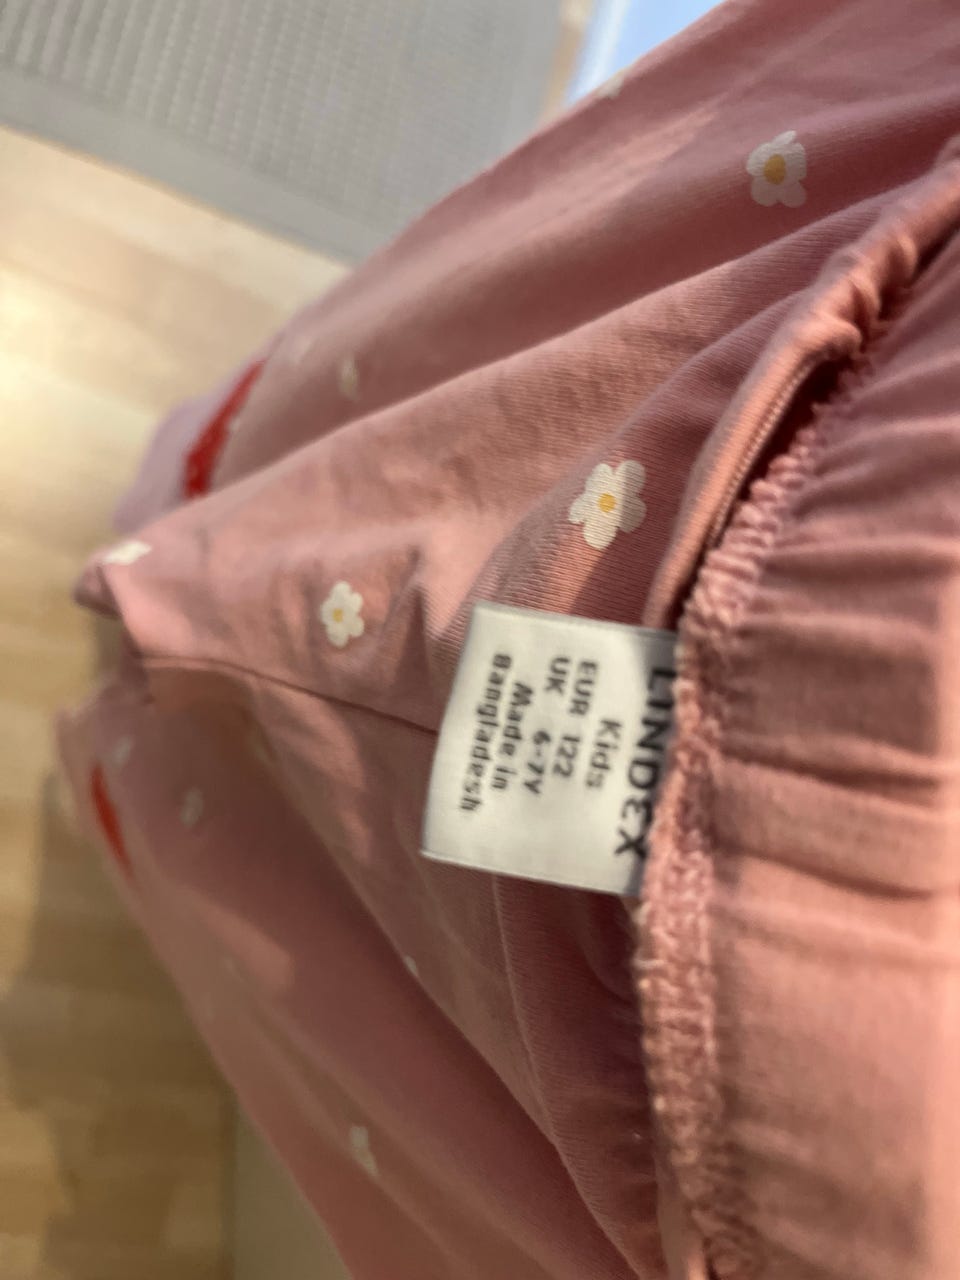 LINDEX
Kids
EUR 122
UK 6-7Y
Made in
Bangladesh